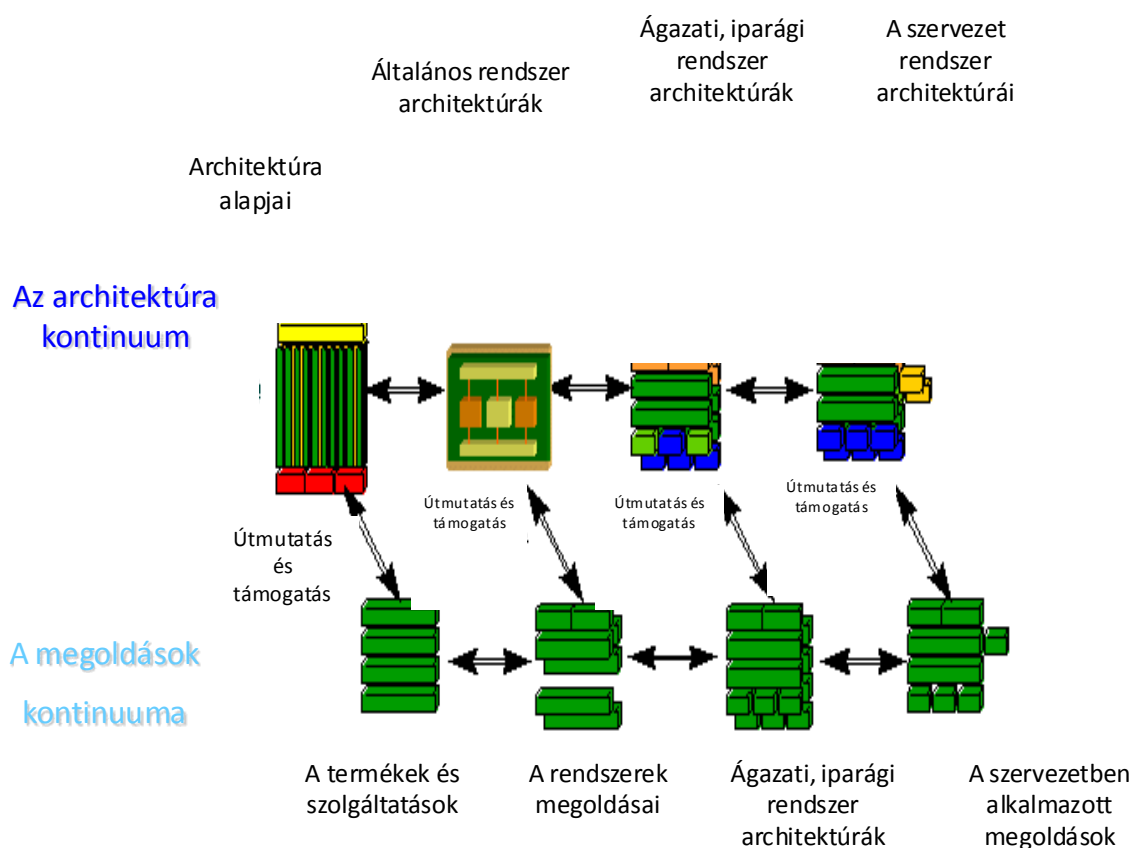 Ágazati, iparági
rendszer
architektúrák
A szervezet
rendszer
architektúrái
Általános rendszer
architektúrák
Architektúra
alapjai
Az architektúra
kontinuum
Útmutatás
és
támogatás
Útmutatás és
támogatás
Útmutatás és
támogatás
Útmutatás és
támogatás
A megoldások
kontinuuma
A termékek és
szolgáltatások
A rendszerek
megoldásai
Ágazati, iparági
rendszer
architektúrák
A szervezetben
alkalmazott
megoldások